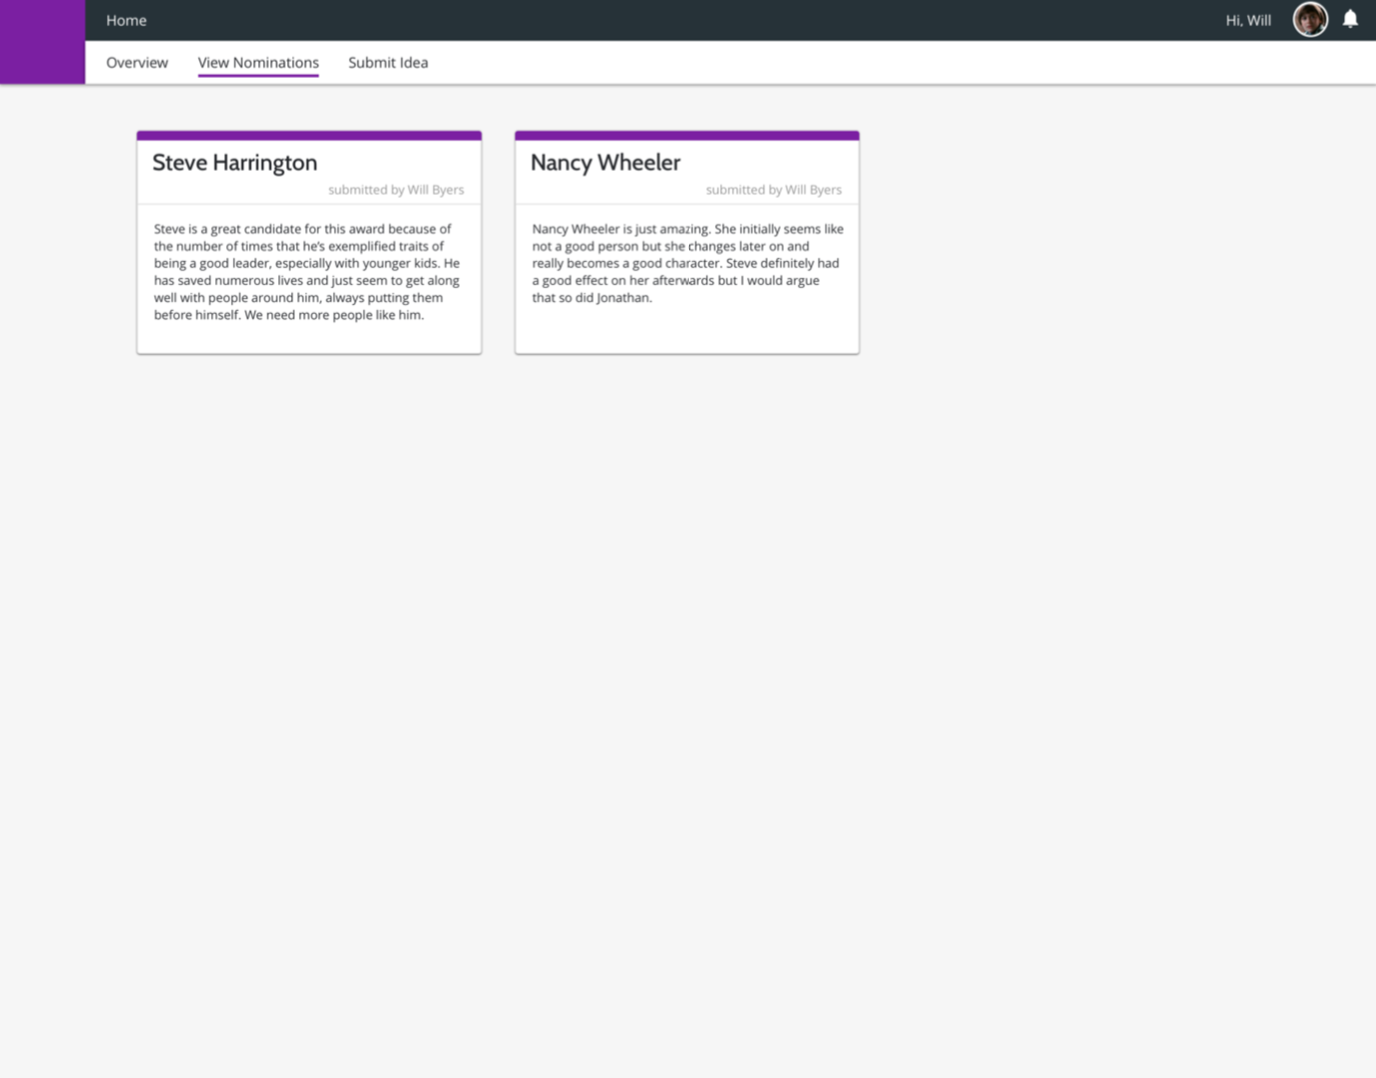 Home
Hi, Will
Overview
View Nominations
Submit Idea
Steve Harrington
submitted by Will Byers
Steve is a great candidate for this award because of
the number of times that he's exemplified traits of
being a good leader, especially with younger kids. He
has saved numerous lives and just seem to get along
well with people around him, always putting them
before himself. We need more people like him.
Nancy Wheeler
submitted by Will Byers
Nancy Wheeler is just amazing. She initially seems like
not a good person but she changes later on and
really becomes a good character. Steve definitely had
a good effect on her afterwards but I would argue
that so did Jonathan.